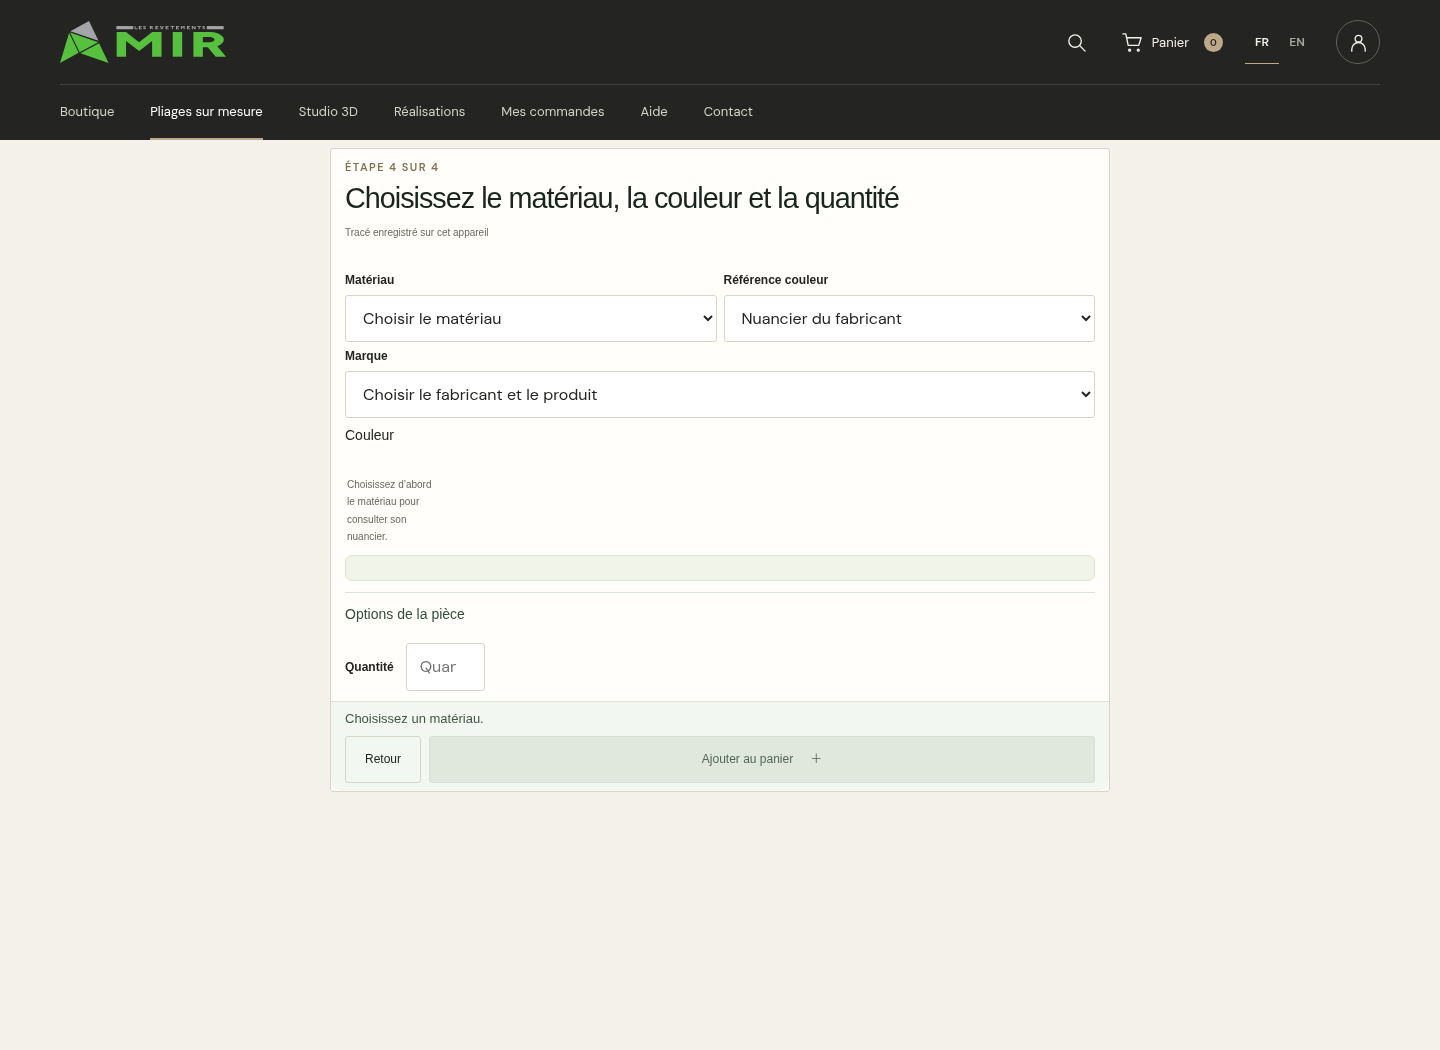 LES REVÊTEMENTS
MIR
Panier 0 FR EN
Boutique Pliages sur mesure Studio 3D Réalisations Mes commandes Aide Contact
ÉTAPE 4 SUR 4
Choisissez le matériau, la couleur et la quantité
Tracé enregistré sur cet appareil
Matériau Référence couleur
Choisir le matériau Nuancier du fabricant
Marque
Choisir le fabricant et le produit
Couleur
Choisissez d'abord
le matériau pour
consulter son
nuancier.
Options de la pièce
Quantité Quar
Choisissez un matériau.
Retour Ajouter au panier +